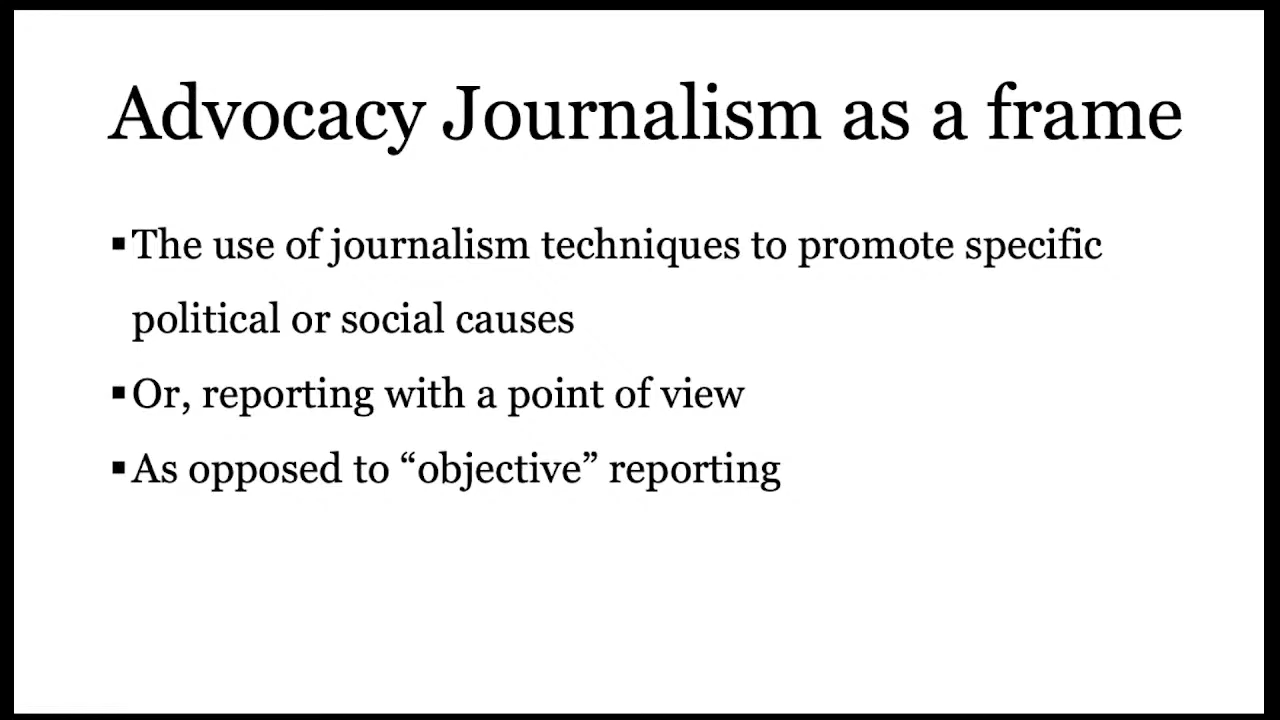 Advocacy Journalism as a frame
▪The use of journalism techniques to promote specific
political or social causes
▪Or, reporting with a point of view
▪As opposed to “objective” reporting